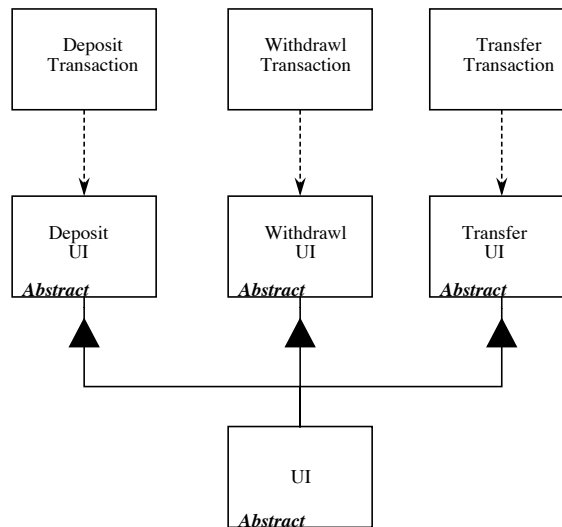 Deposit
Transaction
Withdrawl
Transaction
Transfer
Transaction
Deposit
UI
Abstract
Withdrawl
UI
Abstract
Transfer
UI
Abstract
UI
Abstract